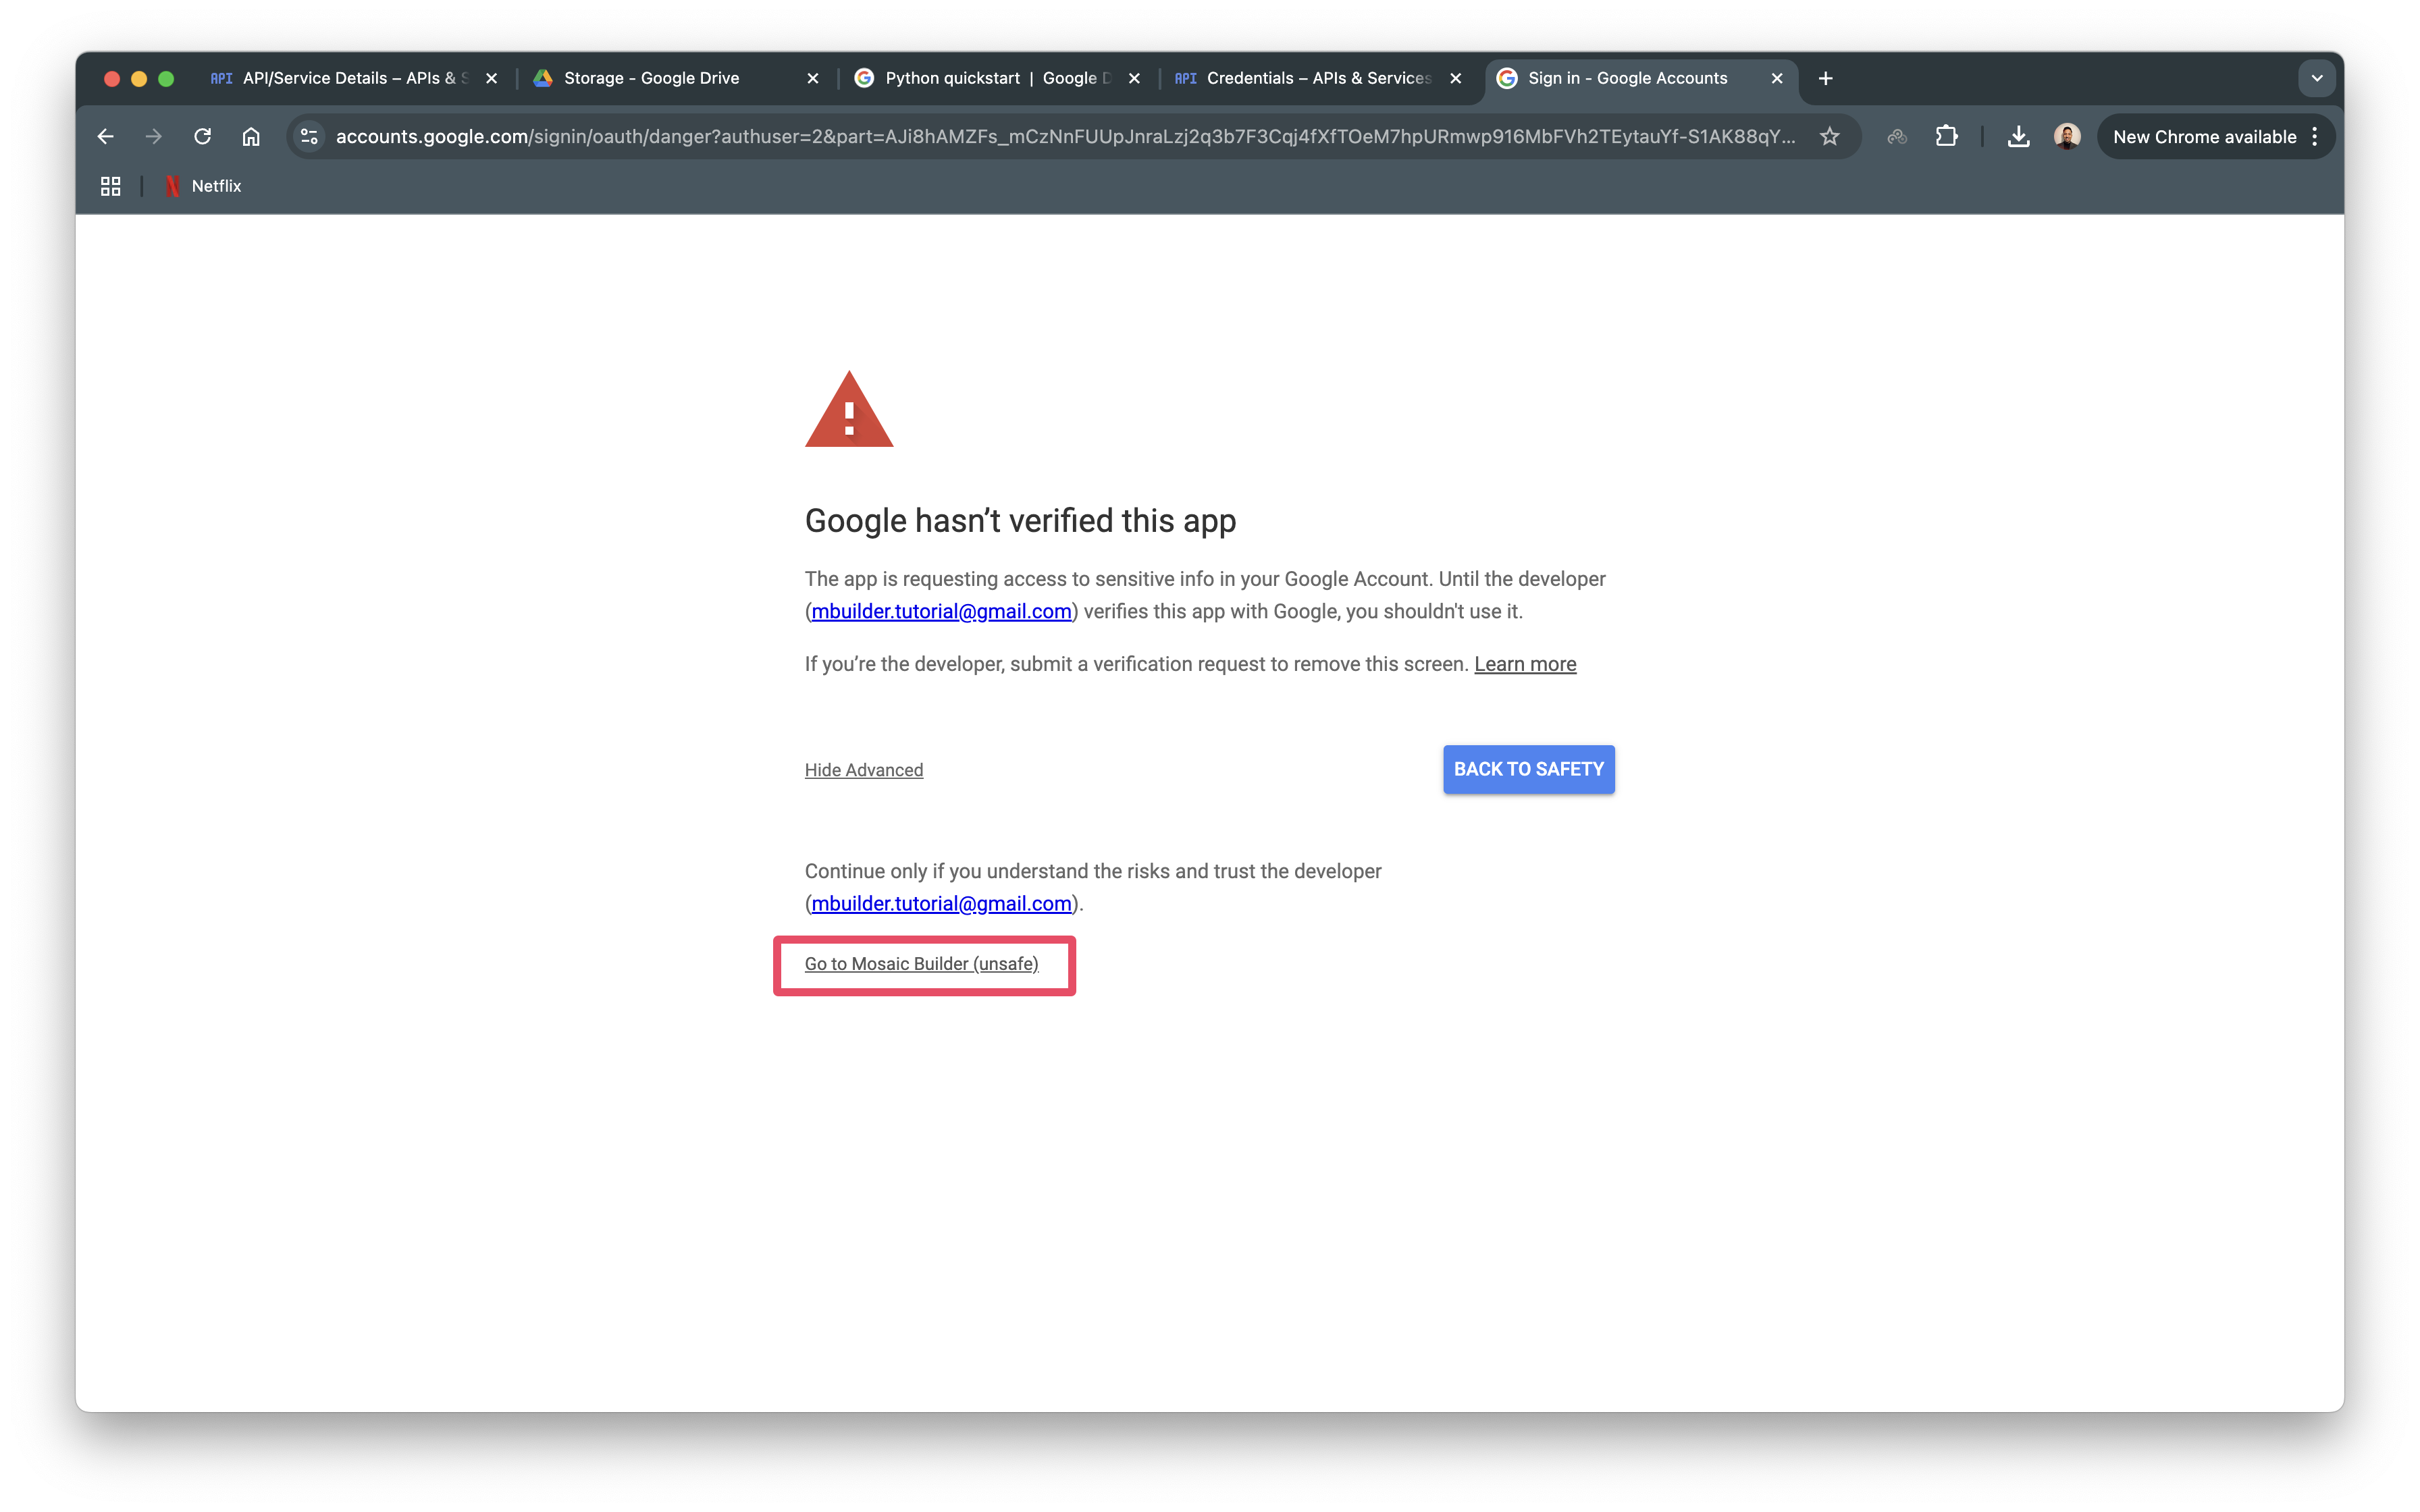 API API/Service Details – APIs & S
Storage - Google Drive
Python quickstart | Google D
API Credentials – APIs & Services
Sign in - Google Accounts
accounts.google.com/signin/oauth/danger?authuser=2&part=AJi8hAMZFs_mCzNnFUUpJnraLzj2q3b7F3Cqj4fXfTOeM7hpURmwp916MbFVh2TEytauYf-S1AK88qY...
New Chrome available
Netflix
Google hasn’t verified this app
The app is requesting access to sensitive info in your Google Account. Until the developer
(mbuilder.tutorial@gmail.com) verifies this app with Google, you shouldn't use it.
If you’re the developer, submit a verification request to remove this screen. Learn more
Hide Advanced
BACK TO SAFETY
Continue only if you understand the risks and trust the developer
(mbuilder.tutorial@gmail.com).
Go to Mosaic Builder (unsafe)